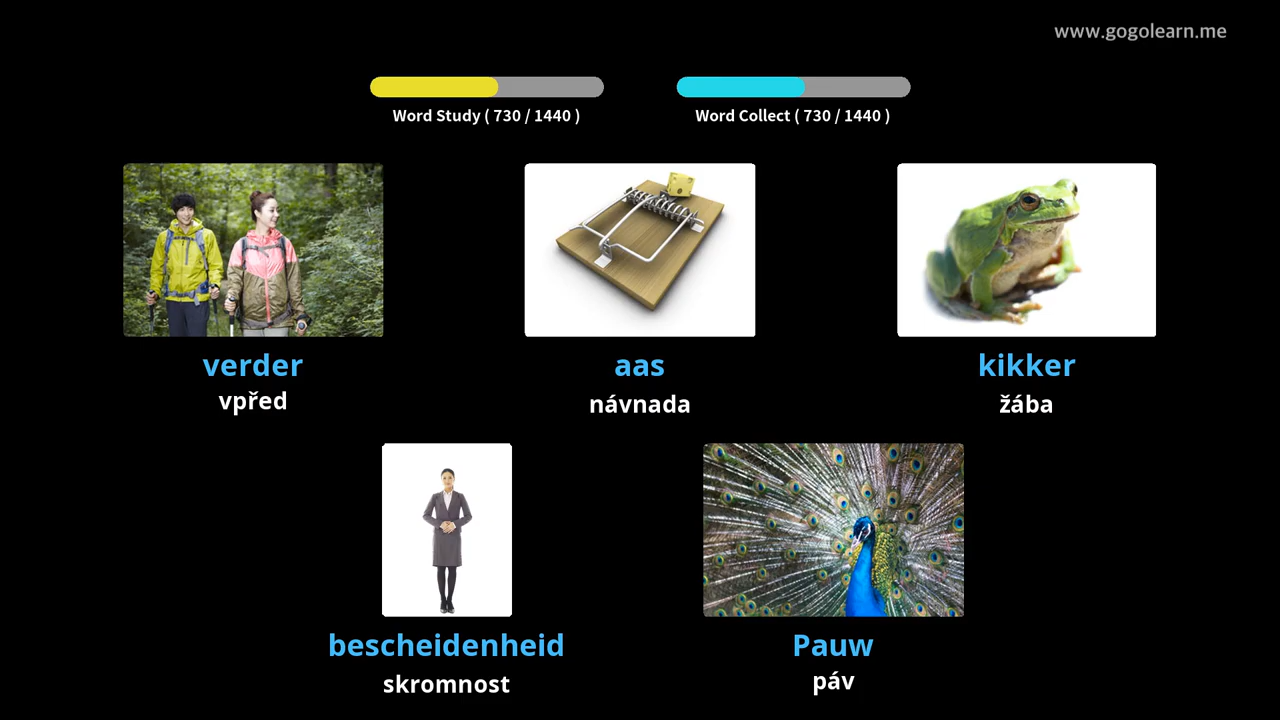 www.gogolearn.me
Word Study ( 730 / 1440 )
Word Collect ( 730 / 1440 )
verder
vpřed
aas
návnada
kikker
žába
bescheidenheid
skromnost
Pauw
páv